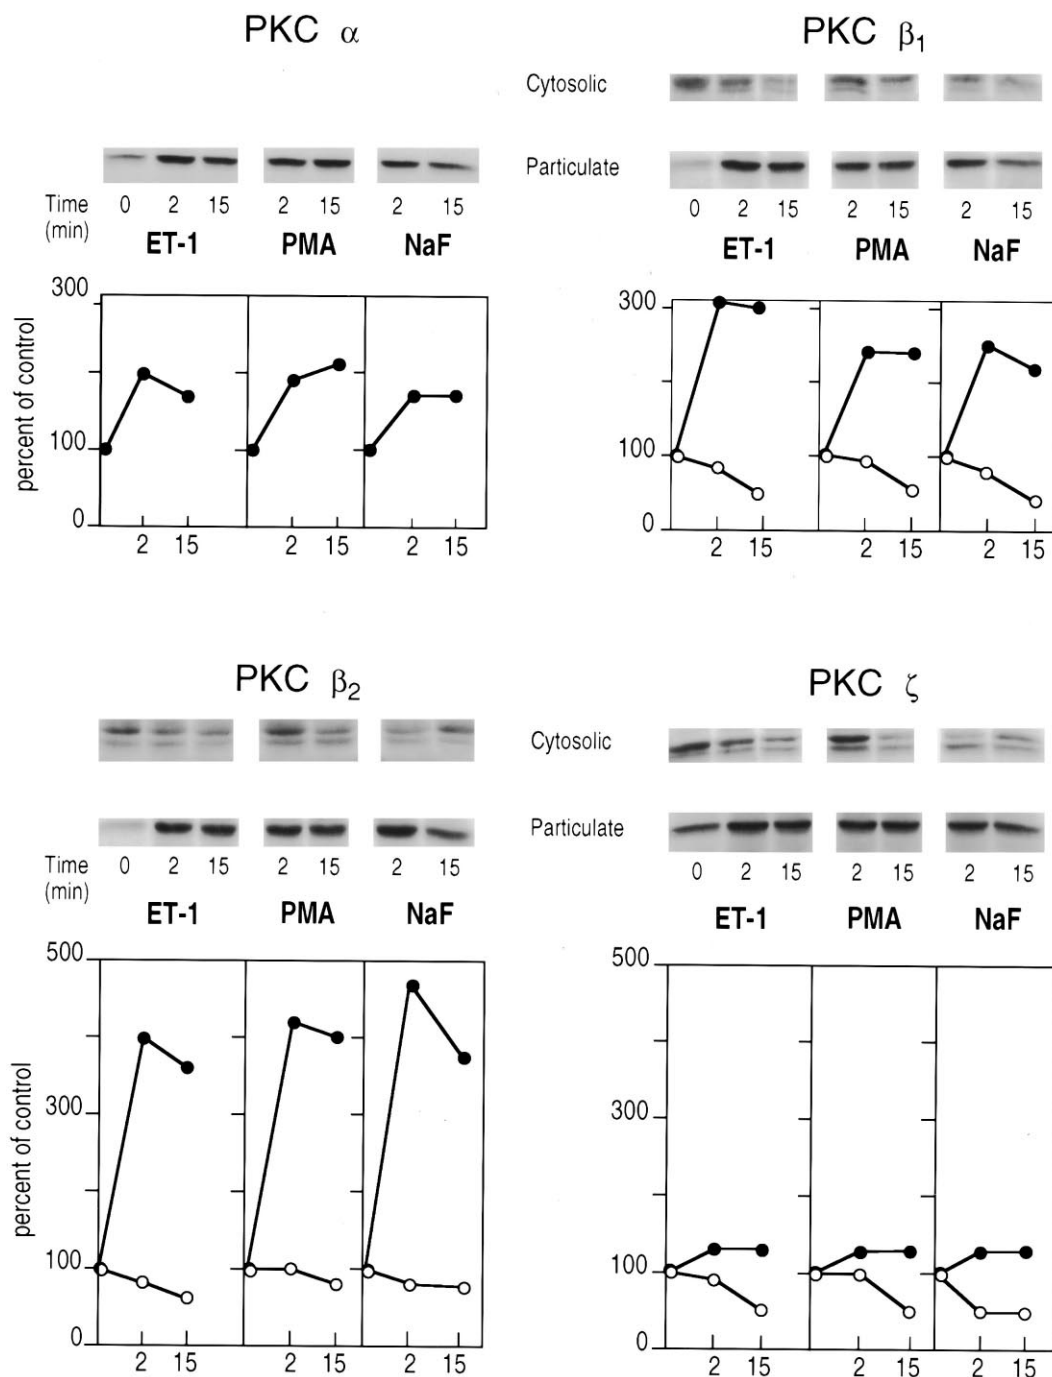 PKC α
Time (min) 0 2 15 2 15 2 15
ET-1 PMA NaF
percent of control
300
100
0
2 15 2 15 2 15
PKC β1
Cytosolic
Particulate
0 2 15 2 15 2 15
ET-1 PMA NaF
300
100
0
2 15 2 15 2 15
PKC β2
Time (min) 0 2 15 2 15 2 15
ET-1 PMA NaF
percent of control
500
300
100
0
2 15 2 15 2 15
PKC ζ
Cytosolic
Particulate
0 2 15 2 15 2 15
ET-1 PMA NaF
500
300
100
0
2 15 2 15 2 15